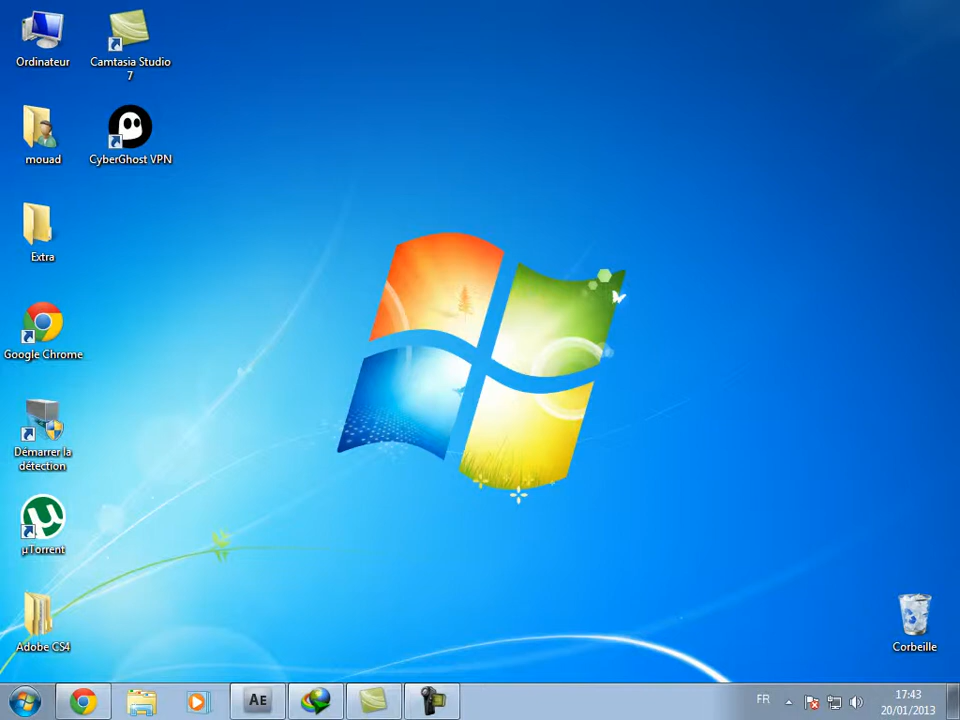 Ordinateur
Camtasia Studio
7
mouad
CyberGhost VPN
Extra
Google Chrome
Démarrer la
détection
µTorrent
Adobe CS4
Corbeille
AE
FR
17:43
20/01/2013